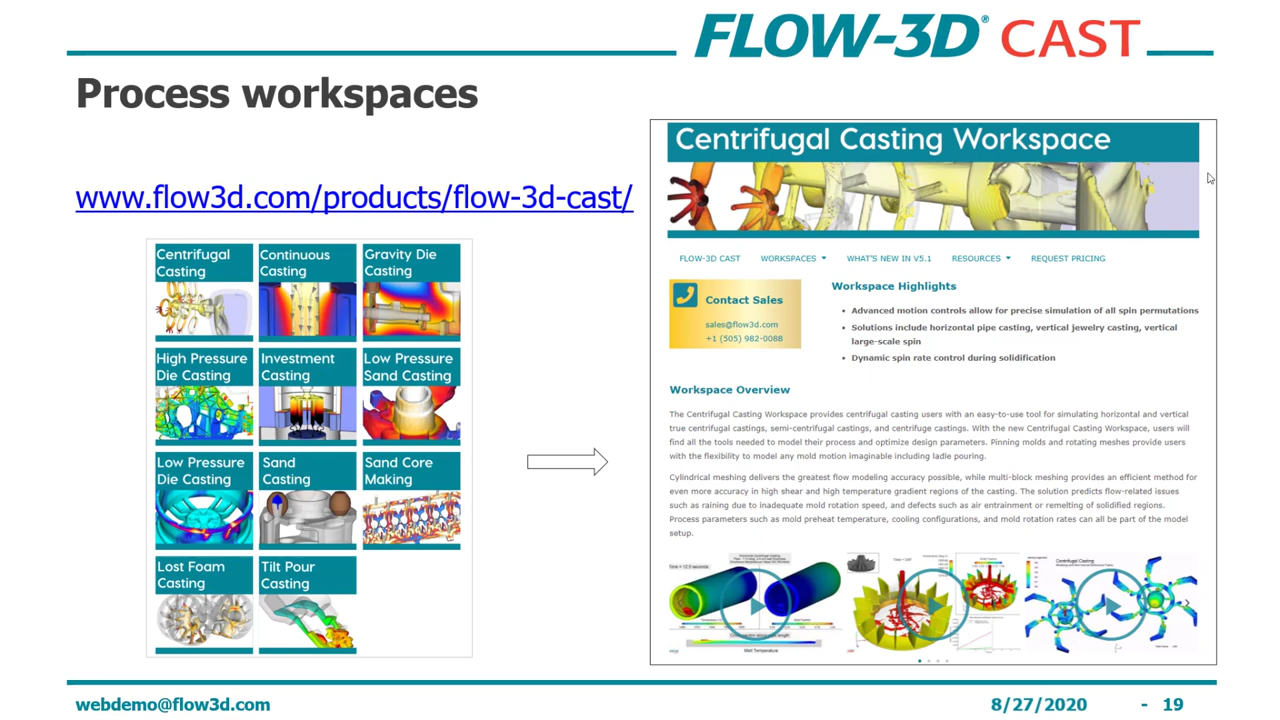 FLOW-3D® CAST
Process workspaces
www.flow3d.com/products/flow-3d-cast/
Centrifugal
Casting
Continuous
Casting
Gravity Die
Casting
High Pressure
Die Casting
Investment
Casting
Low Pressure
Sand Casting
Low Pressure
Die Casting
Sand
Casting
Sand Core
Making
Lost Foam
Casting
Tilt Pour
Casting
Centrifugal Casting Workspace
FLOW-3D CAST WORKSPACES WHAT'S NEW IN V5.1 RESOURCES REQUEST PRICING
Contact Sales
sales@flow3d.com
+1 (505) 982-0088
Workspace Highlights
• Advanced motion controls allow for precise simulation of all spin permutations
• Solutions include horizontal pipe casting, vertical jewelry casting, vertical
large-scale spin
• Dynamic spin rate control during solidification
Workspace Overview
The Centrifugal Casting Workspace provides centrifugal casting users with an easy-to-use tool for simulating horizontal and vertical
true centrifugal castings, semi-centrifugal castings, and centrifuge castings. With the new Centrifugal Casting Workspace, users will
find all the tools needed to model their process and optimize design parameters. Pinning molds and rotating meshes provide users
with the flexibility to model any mold motion imaginable including ladle pouring.
Cylindrical meshing delivers the greatest flow modeling accuracy possible, while multi-block meshing provides an efficient method for
even more accuracy in high shear and high temperature gradient regions of the casting. The solution predicts flow-related issues
such as raining due to inadequate mold rotation speed, and defects such as air entrainment or remelting of solidified regions.
Process parameters such as mold preheat temperature, cooling configurations, and mold rotation rates can all be part of the model
setup.
Time = 12.0 seconds
Melt Temperature
Centrifugal Casting
webdemo@flow3d.com
8/27/2020 - 19